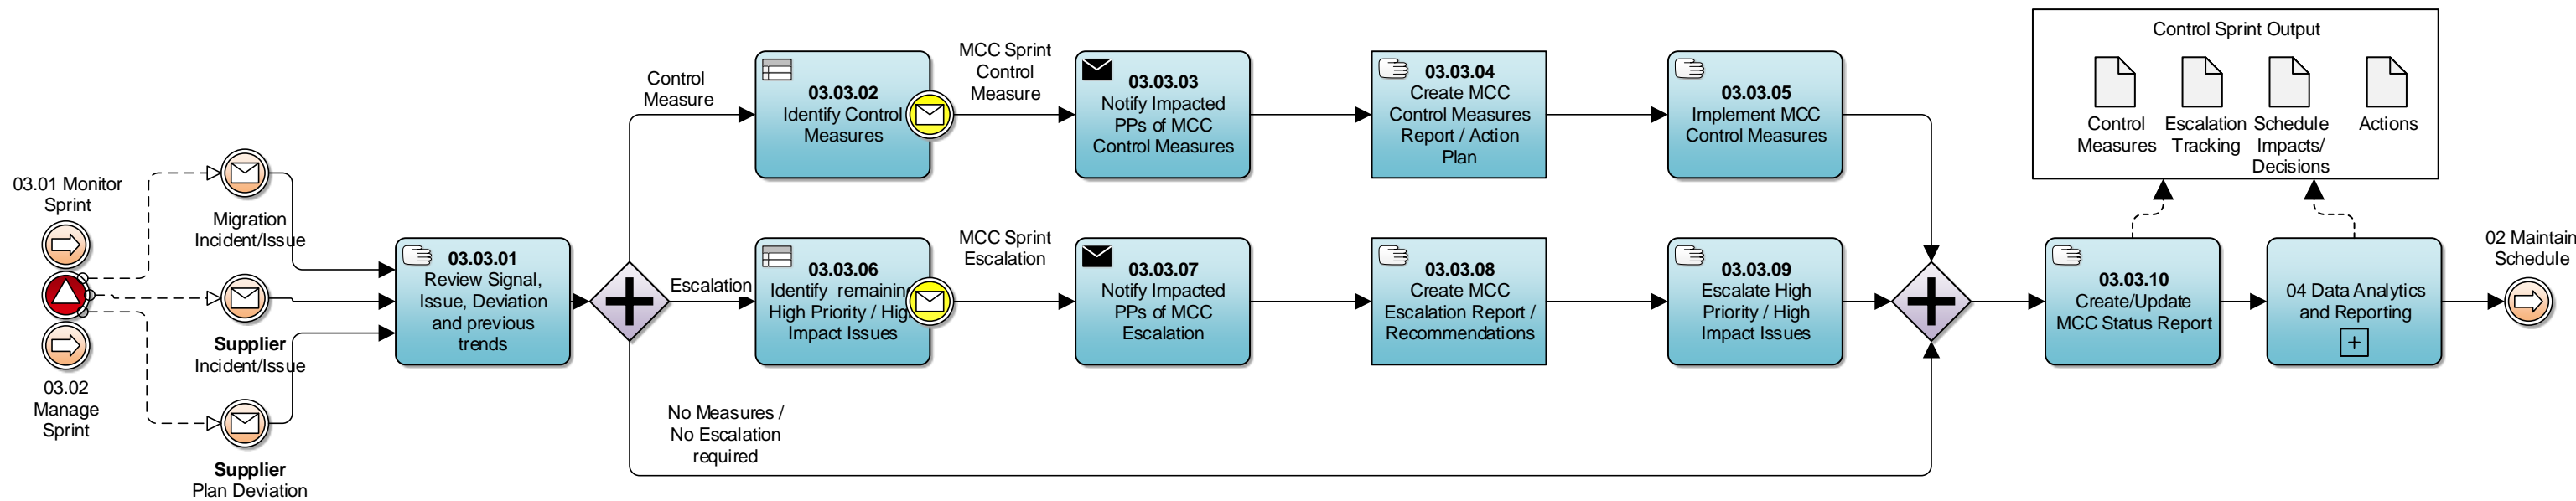 03.01 Monitor
Sprint
03.02
Manage
Sprint
Migration
Incident/Issue
Supplier
Incident/Issue
Supplier
Plan Deviation
03.03.01
Review Signal,
Issue, Deviation
and previous
trends
Control
Measure
Escalation
No Measures /
No Escalation
required
03.03.02
Identify Control
Measures
MCC Sprint
Control
Measure
03.03.03
Notify Impacted
PPs of MCC
Control Measures
03.03.04
Create MCC
Control Measures
Report / Action
Plan
03.03.05
Implement MCC
Control Measures
03.03.06
Identify remaining
High Priority / High
Impact Issues
MCC Sprint
Escalation
03.03.07
Notify Impacted
PPs of MCC
Escalation
03.03.08
Create MCC
Escalation Report /
Recommendations
03.03.09
Escalate High
Priority / High
Impact Issues
Control Sprint Output
Control
Measures
Escalation
Tracking
Schedule
Impacts/
Decisions
Actions
03.03.10
Create/Update
MCC Status Report
04 Data Analytics
and Reporting
02 Maintain
Schedule